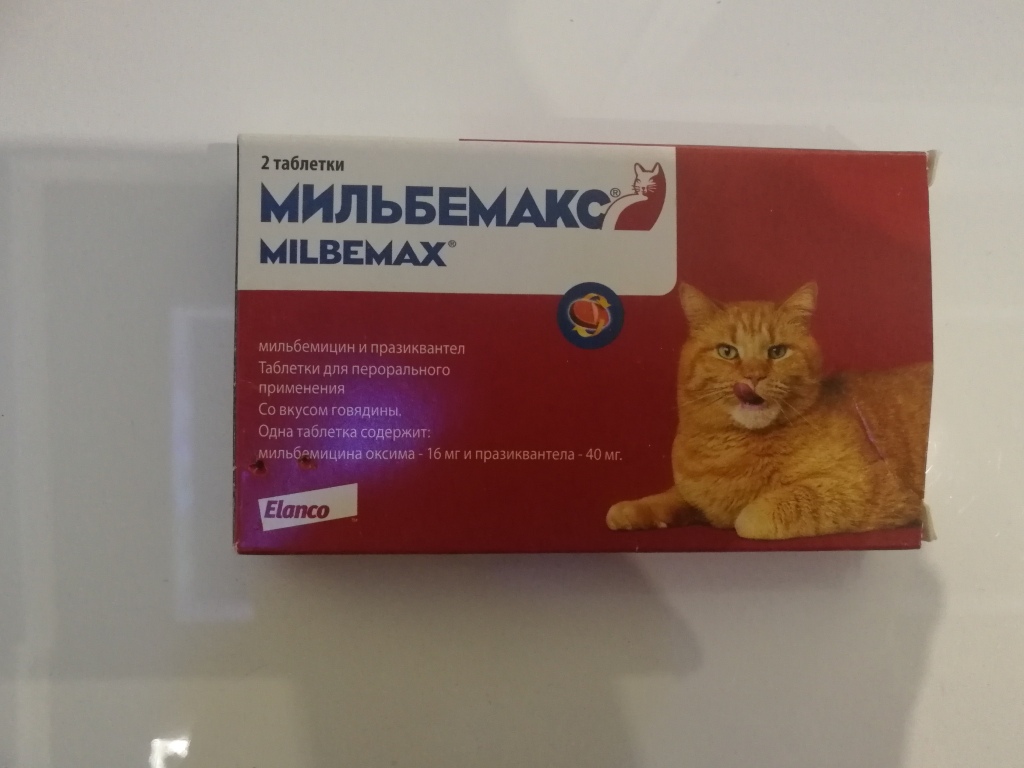 2 таблетки
МИЛЬБЕМАКС®
MILBEMAX®
мильбемицин и празиквантел
Таблетки для перорального
применения
Со вкусом говядины.
Одна таблетка содержит:
мильбемицина оксима - 16 мг и празиквантела - 40 мг.
Elanco™